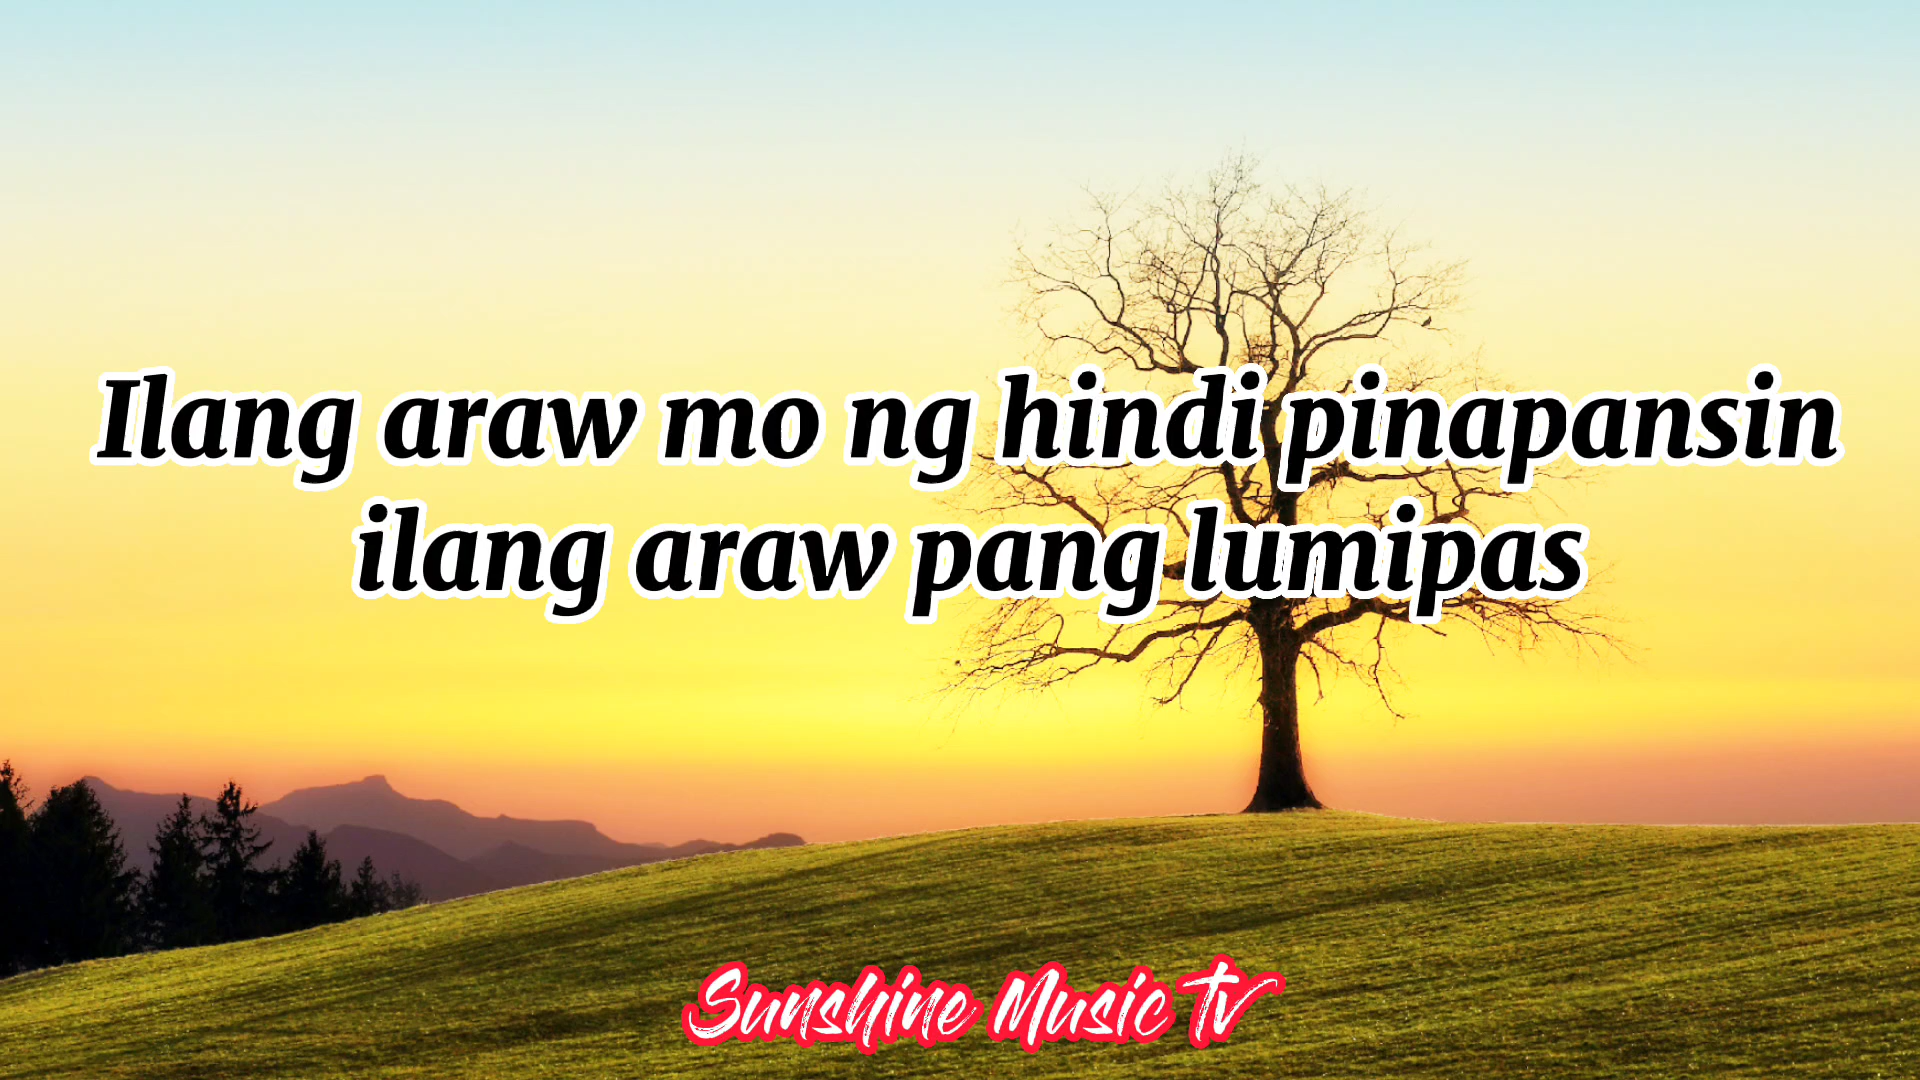 Ilang araw mo ng hindi pinapansin
ilang araw pang lumipas
Sunshine Music Tv